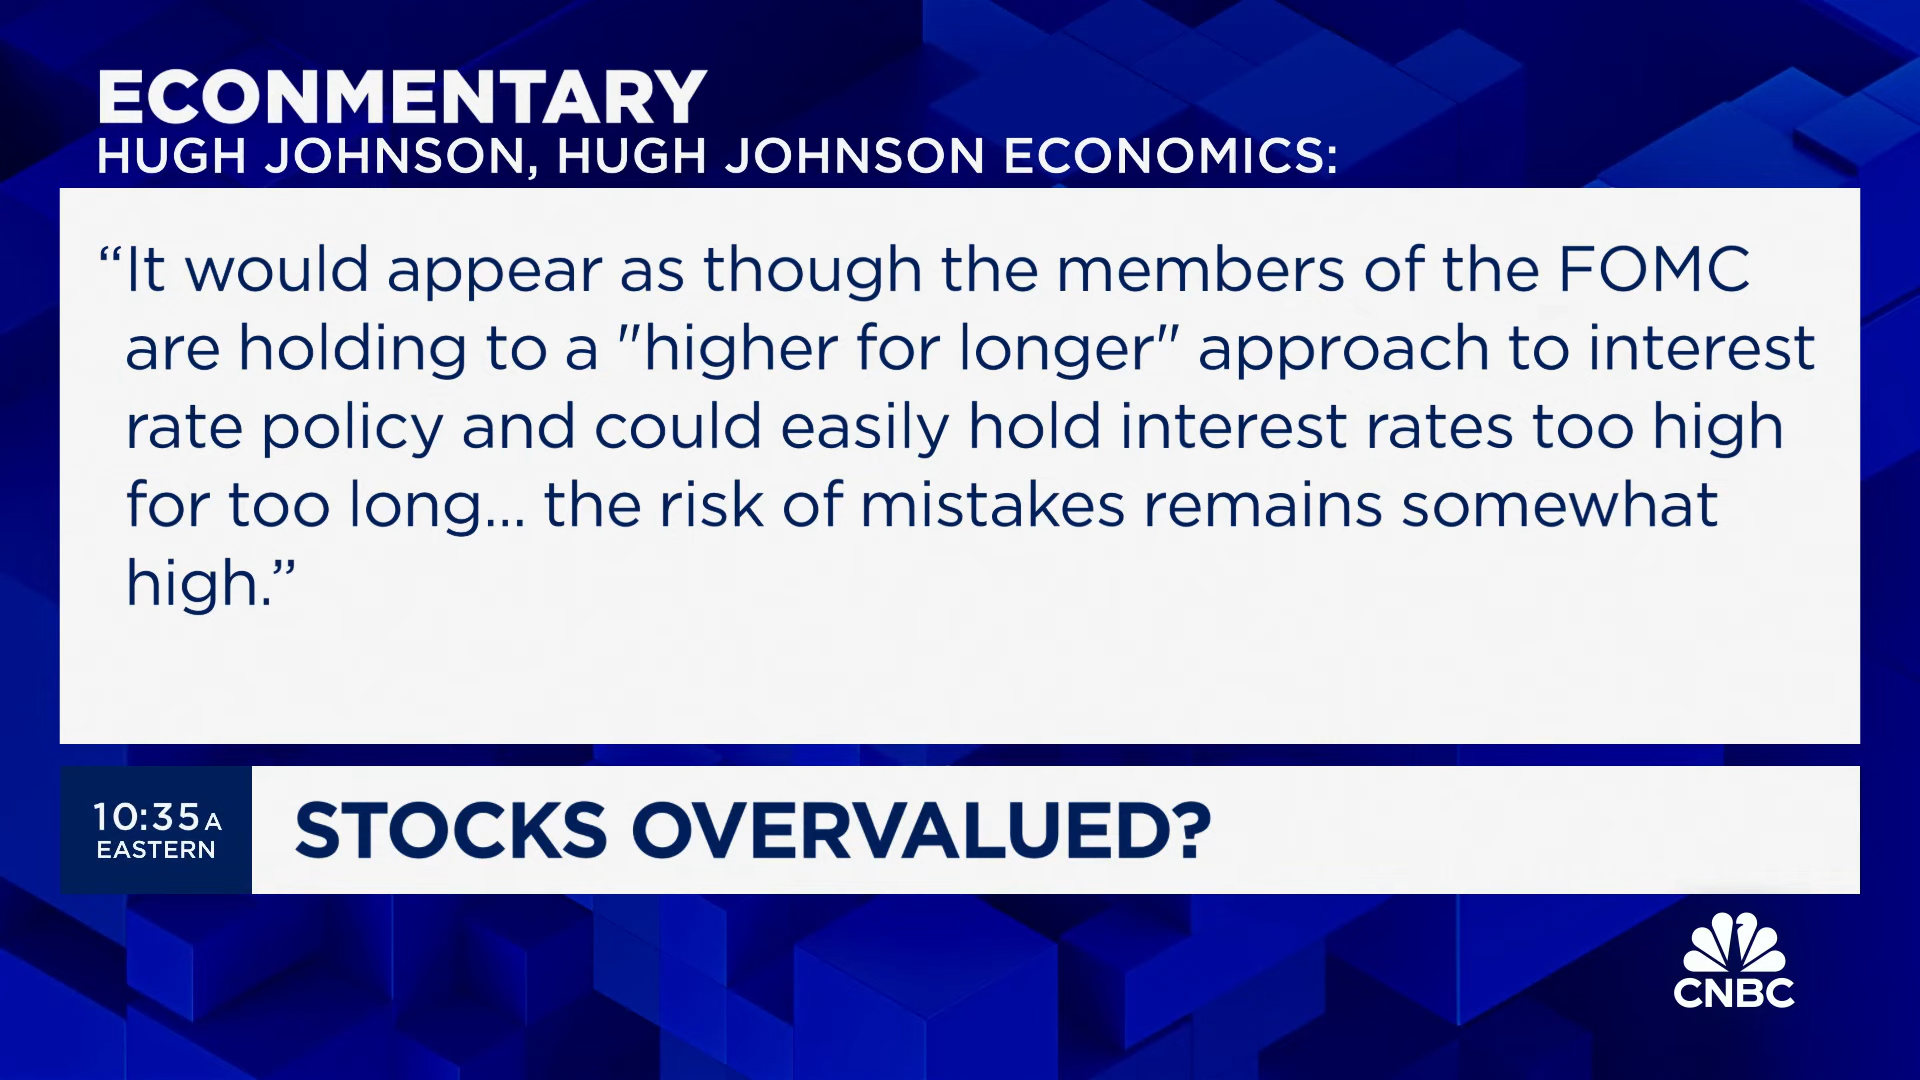 ECONMENTARY
HUGH JOHNSON, HUGH JOHNSON ECONOMICS:
“It would appear as though the members of the FOMC
are holding to a "higher for longer" approach to interest
rate policy and could easily hold interest rates too high
for too long... the risk of mistakes remains somewhat
high.”
10:35 A
EASTERN
STOCKS OVERVALUED?
CNBC